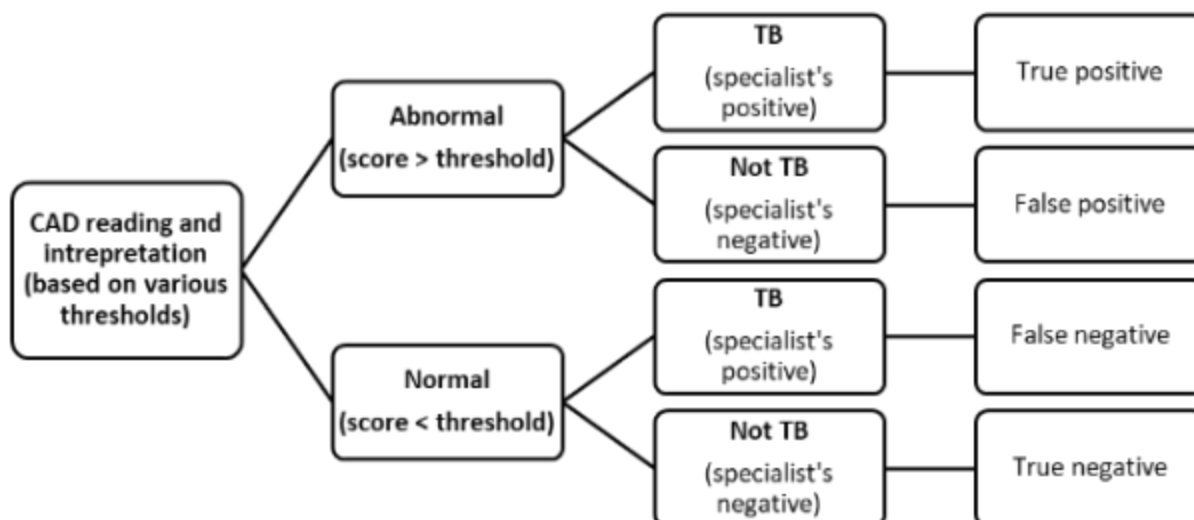 CAD reading and
intrepretation
(based on various
thresholds)
Abnormal
(score > threshold)
Normal
(score < threshold)
TB
(specialist's
positive)
Not TB
(specialist's
negative)
TB
(specialist's
positive)
Not TB
(specialist's
negative)
True positive
False positive
False negative
True negative